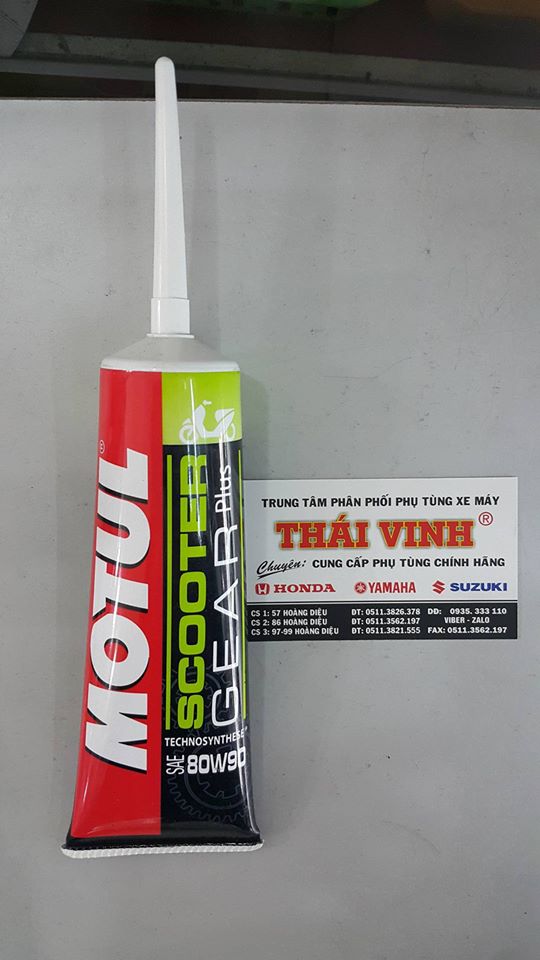 MOTUL®
SCOOTER
GEAR Plus
TECHNOSYNTHESE®
SAE 80W90
TRUNG TÂM PHÂN PHỐI PHỤ TÙNG XE MÁY
THÁI VINH®
Chuyên: CUNG CẤP PHỤ TÙNG CHÍNH HÃNG
HONDA YAMAHA SUZUKI
CS 1: 57 HOÀNG DIỆU ĐT: 0511.3826.378 DĐ: 0935. 333 110
CS 2: 86 HOÀNG DIỆU ĐT: 0511.3562.197 VIBER - ZALO
CS 3: 97-99 HOÀNG DIỆU ĐT: 0511.3821.555 FAX: 0511.3562.197